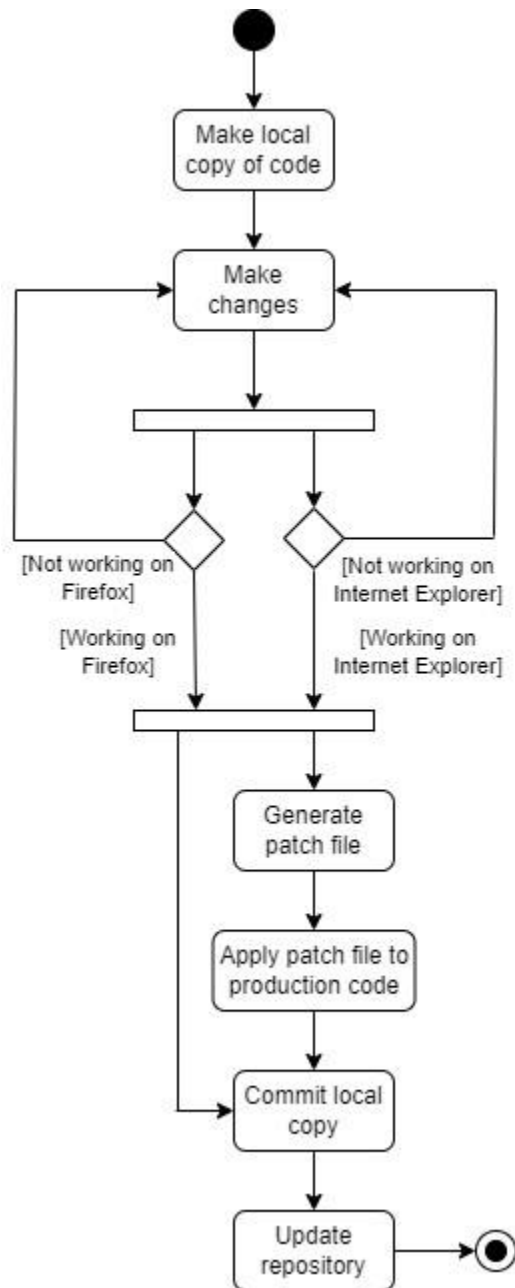 Make local
copy of code
Make
changes
[Not working on
Firefox]
[Not working on
Internet Explorer]
[Working on
Firefox]
[Working on
Internet Explorer]
Generate
patch file
Apply patch file to
production code
Commit local
copy
Update
repository